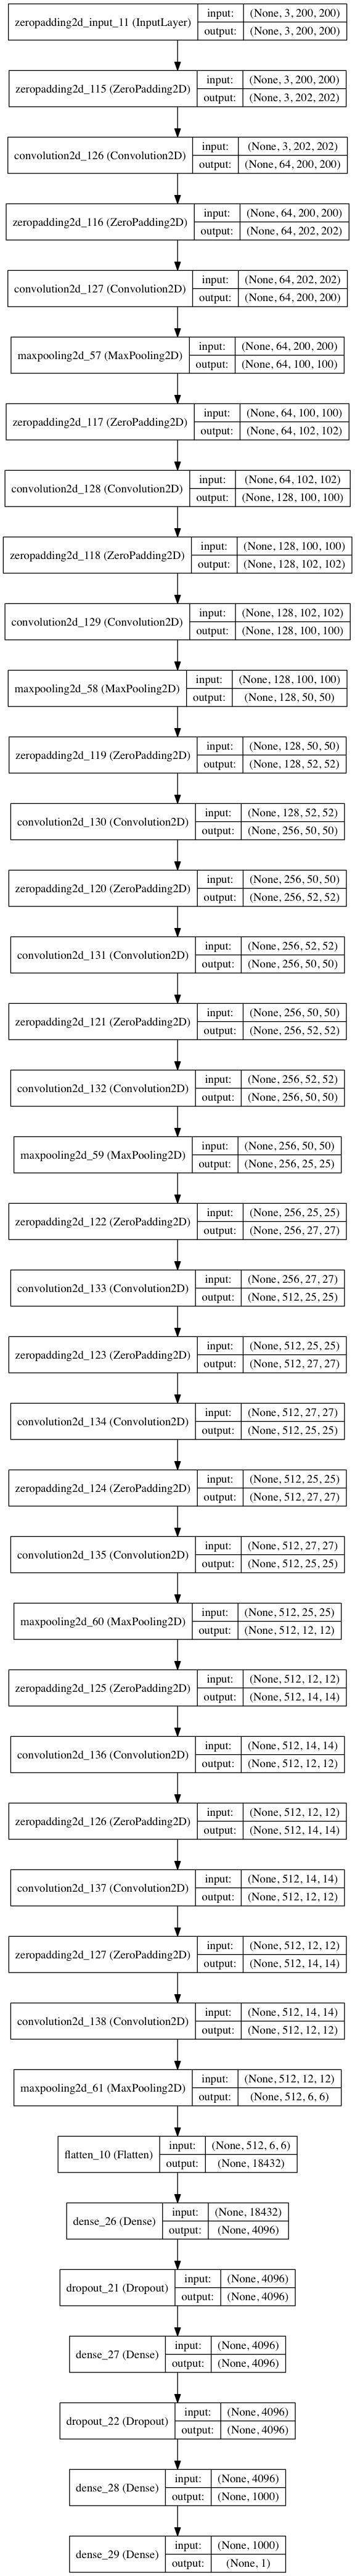 zeropadding2d_input_11 (InputLayer) input: (None, 3, 200, 200)
output: (None, 3, 200, 200)
zeropadding2d_115 (ZeroPadding2D) input: (None, 3, 200, 200)
output: (None, 3, 202, 202)
convolution2d_126 (Convolution2D) input: (None, 3, 202, 202)
output: (None, 64, 200, 200)
zeropadding2d_116 (ZeroPadding2D) input: (None, 64, 200, 200)
output: (None, 64, 202, 202)
convolution2d_127 (Convolution2D) input: (None, 64, 202, 202)
output: (None, 64, 200, 200)
maxpooling2d_57 (MaxPooling2D) input: (None, 64, 200, 200)
output: (None, 64, 100, 100)
zeropadding2d_117 (ZeroPadding2D) input: (None, 64, 100, 100)
output: (None, 64, 102, 102)
convolution2d_128 (Convolution2D) input: (None, 64, 102, 102)
output: (None, 128, 100, 100)
zeropadding2d_118 (ZeroPadding2D) input: (None, 128, 100, 100)
output: (None, 128, 102, 102)
convolution2d_129 (Convolution2D) input: (None, 128, 102, 102)
output: (None, 128, 100, 100)
maxpooling2d_58 (MaxPooling2D) input: (None, 128, 100, 100)
output: (None, 128, 50, 50)
zeropadding2d_119 (ZeroPadding2D) input: (None, 128, 50, 50)
output: (None, 128, 52, 52)
convolution2d_130 (Convolution2D) input: (None, 128, 52, 52)
output: (None, 256, 50, 50)
zeropadding2d_120 (ZeroPadding2D) input: (None, 256, 50, 50)
output: (None, 256, 52, 52)
convolution2d_131 (Convolution2D) input: (None, 256, 52, 52)
output: (None, 256, 50, 50)
zeropadding2d_121 (ZeroPadding2D) input: (None, 256, 50, 50)
output: (None, 256, 52, 52)
convolution2d_132 (Convolution2D) input: (None, 256, 52, 52)
output: (None, 256, 50, 50)
maxpooling2d_59 (MaxPooling2D) input: (None, 256, 50, 50)
output: (None, 256, 25, 25)
zeropadding2d_122 (ZeroPadding2D) input: (None, 256, 25, 25)
output: (None, 256, 27, 27)
convolution2d_133 (Convolution2D) input: (None, 256, 27, 27)
output: (None, 512, 25, 25)
zeropadding2d_123 (ZeroPadding2D) input: (None, 512, 25, 25)
output: (None, 512, 27, 27)
convolution2d_134 (Convolution2D) input: (None, 512, 27, 27)
output: (None, 512, 25, 25)
zeropadding2d_124 (ZeroPadding2D) input: (None, 512, 25, 25)
output: (None, 512, 27, 27)
convolution2d_135 (Convolution2D) input: (None, 512, 27, 27)
output: (None, 512, 25, 25)
maxpooling2d_60 (MaxPooling2D) input: (None, 512, 25, 25)
output: (None, 512, 12, 12)
zeropadding2d_125 (ZeroPadding2D) input: (None, 512, 12, 12)
output: (None, 512, 14, 14)
convolution2d_136 (Convolution2D) input: (None, 512, 14, 14)
output: (None, 512, 12, 12)
zeropadding2d_126 (ZeroPadding2D) input: (None, 512, 12, 12)
output: (None, 512, 14, 14)
convolution2d_137 (Convolution2D) input: (None, 512, 14, 14)
output: (None, 512, 12, 12)
zeropadding2d_127 (ZeroPadding2D) input: (None, 512, 12, 12)
output: (None, 512, 14, 14)
convolution2d_138 (Convolution2D) input: (None, 512, 14, 14)
output: (None, 512, 12, 12)
maxpooling2d_61 (MaxPooling2D) input: (None, 512, 12, 12)
output: (None, 512, 6, 6)
flatten_10 (Flatten) input: (None, 512, 6, 6)
output: (None, 18432)
dense_26 (Dense) input: (None, 18432)
output: (None, 4096)
dropout_21 (Dropout) input: (None, 4096)
output: (None, 4096)
dense_27 (Dense) input: (None, 4096)
output: (None, 4096)
dropout_22 (Dropout) input: (None, 4096)
output: (None, 4096)
dense_28 (Dense) input: (None, 4096)
output: (None, 1000)
dense_29 (Dense) input: (None, 1000)
output: (None, 1)